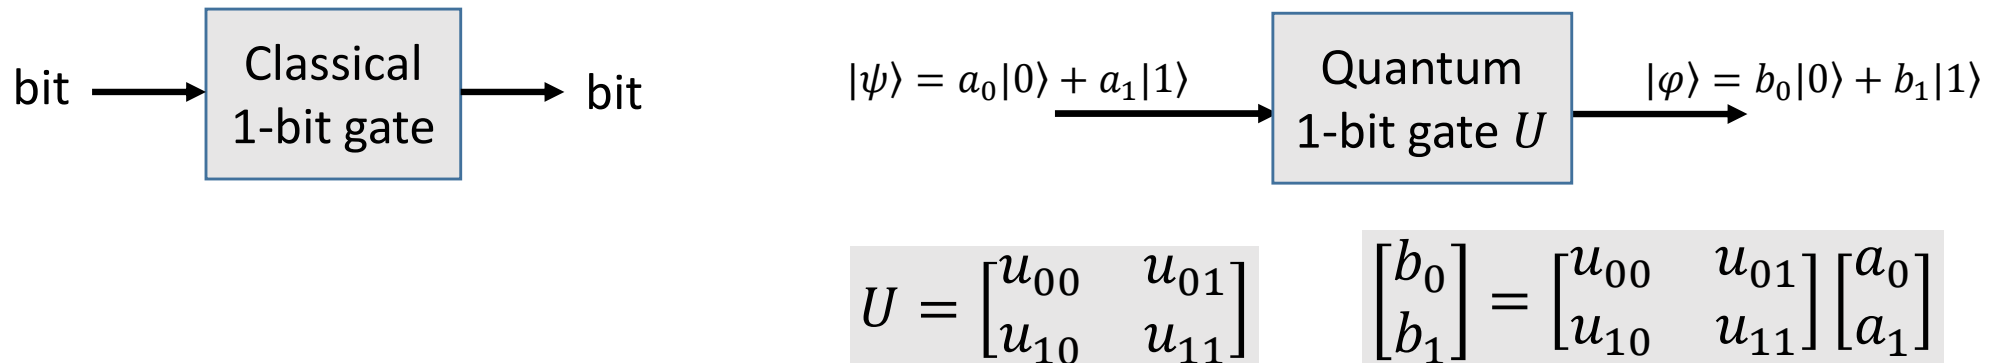 bit
Classical
1-bit gate
bit
|ψ⟩ = a₀|0⟩ + a₁|1⟩
Quantum
1-bit gate U
|φ⟩ = b₀|0⟩ + b₁|1⟩
U = [u₀₀ u₀₁
u₁₀ u₁₁]
[b₀
b₁] = [u₀₀ u₀₁
u₁₀ u₁₁] [a₀
a₁]